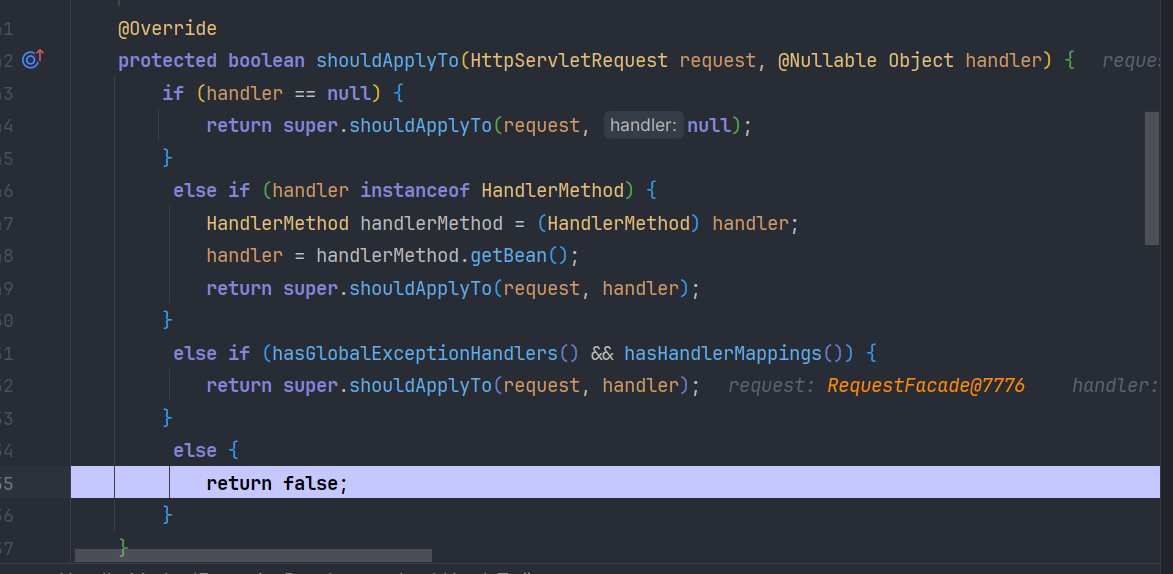 1 @Override
2 protected boolean shouldApplyTo(HttpServletRequest request, @Nullable Object handler) {
3 if (handler == null) {
4 return super.shouldApplyTo(request, handler: null);
5 }
6 else if (handler instanceof HandlerMethod) {
7 HandlerMethod handlerMethod = (HandlerMethod) handler;
8 handler = handlerMethod.getBean();
9 return super.shouldApplyTo(request, handler);
0 }
1 else if (hasGlobalExceptionHandlers() && hasHandlerMappings()) {
2 return super.shouldApplyTo(request, handler); request: RequestFacade@7776 handler:
3 }
4 else {
5 return false;
6 }
7 }